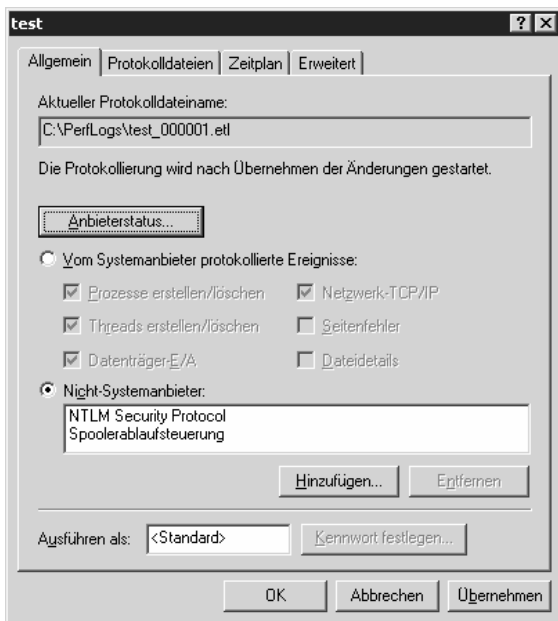 test
Allgemein Protokolldateien Zeitplan Erweitert
Aktueller Protokolldateiname:
C:\PerfLogs\test_000001.etl
Die Protokollierung wird nach Übernehmen der Änderungen gestartet.
Anbieterstatus...
Vom Systemanbieter protokollierte Ereignisse:
Prozesse erstellen/löschen Netzwerk-TCP/IP
Threads erstellen/löschen Seitenfehler
Datenträger-E/A Dateidetails
Nicht-Systemanbieter:
NTLM Security Protocol
Spoolerablaufsteuerung
Hinzufügen... Entfernen
Ausführen als: <Standard> Kennwort festlegen...
OK Abbrechen Übernehmen